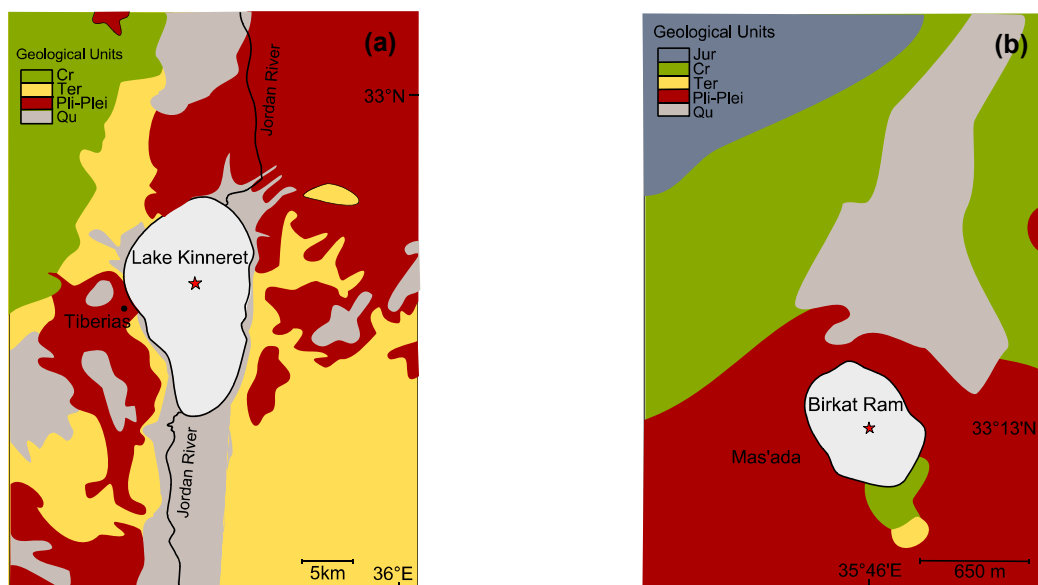 (a)
Geological Units
Cr
Ter
Pli-Plei
Qu
Jordan River
33°N
Lake Kinneret
Tiberias
Jordan River
5km
36°E
(b)
Geological Units
Jur
Cr
Ter
Pli-Plei
Qu
Birkat Ram
33°13'N
Mas'ada
35°46'E
650 m